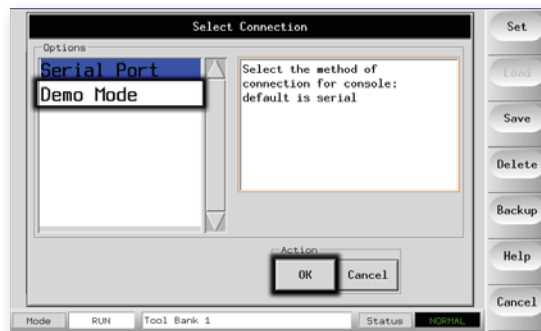 Select Connection
Set
Options
Serial Port
Demo Mode
Select the method of
connection for console:
default is serial
Load
Save
Delete
Backup
Action
OK
Cancel
Help
Cancel
Mode
RUN
Tool Bank 1
Status
NORMAL